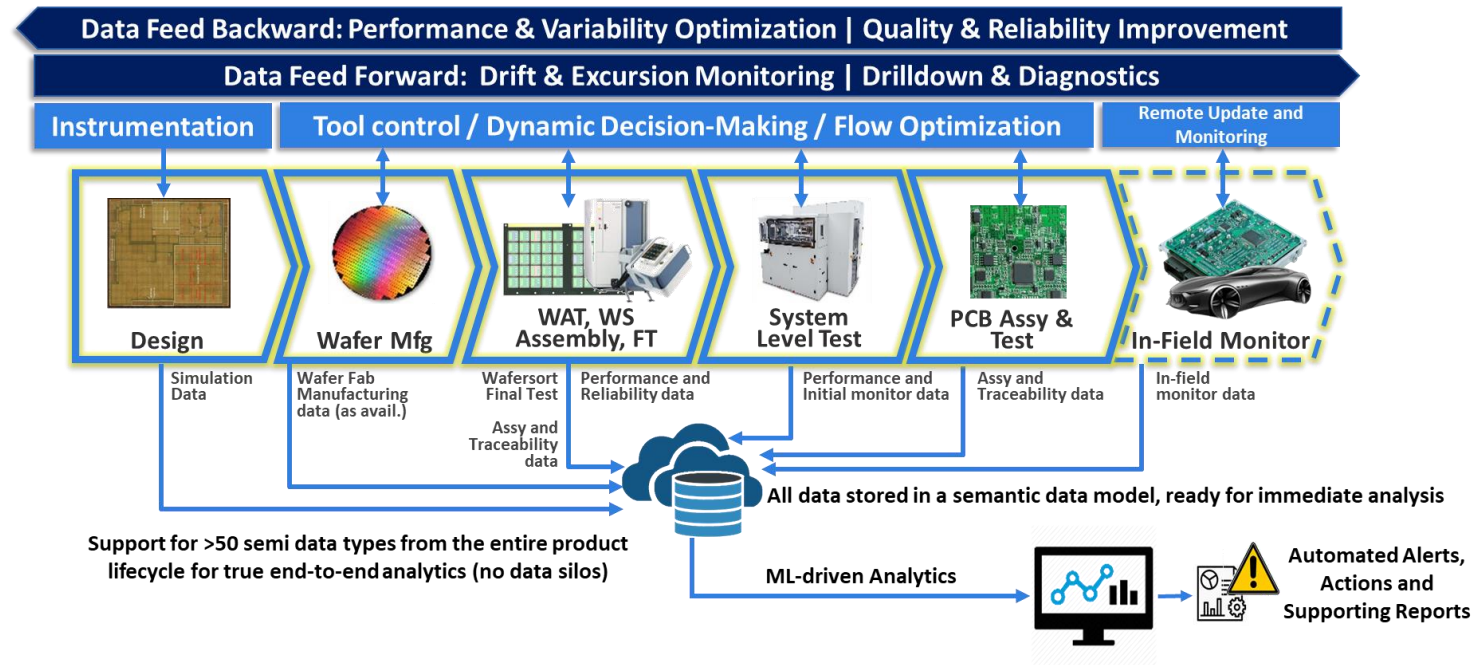 Data Feed Backward: Performance & Variability Optimization | Quality & Reliability Improvement
Data Feed Forward: Drift & Excursion Monitoring | Drilldown & Diagnostics
Instrumentation
Tool control / Dynamic Decision-Making / Flow Optimization
Remote Update and
Monitoring
Design
Wafer Mfg
WAT, WS
Assembly, FT
System
Level Test
PCB Assy &
Test
In-Field Monitor
Simulation
Data
Wafer Fab
Manufacturing
data (as avail.)
Wafersort
Final Test
Assy and
Traceability
data
Performance and
Reliability data
Performance and
Initial monitor data
Assy and
Traceability data
In-field
monitor data
All data stored in a semantic data model, ready for immediate analysis
Support for >50 semi data types from the entire product
lifecycle for true end-to-end analytics (no data silos)
ML-driven Analytics
Automated Alerts,
Actions and
Supporting Reports